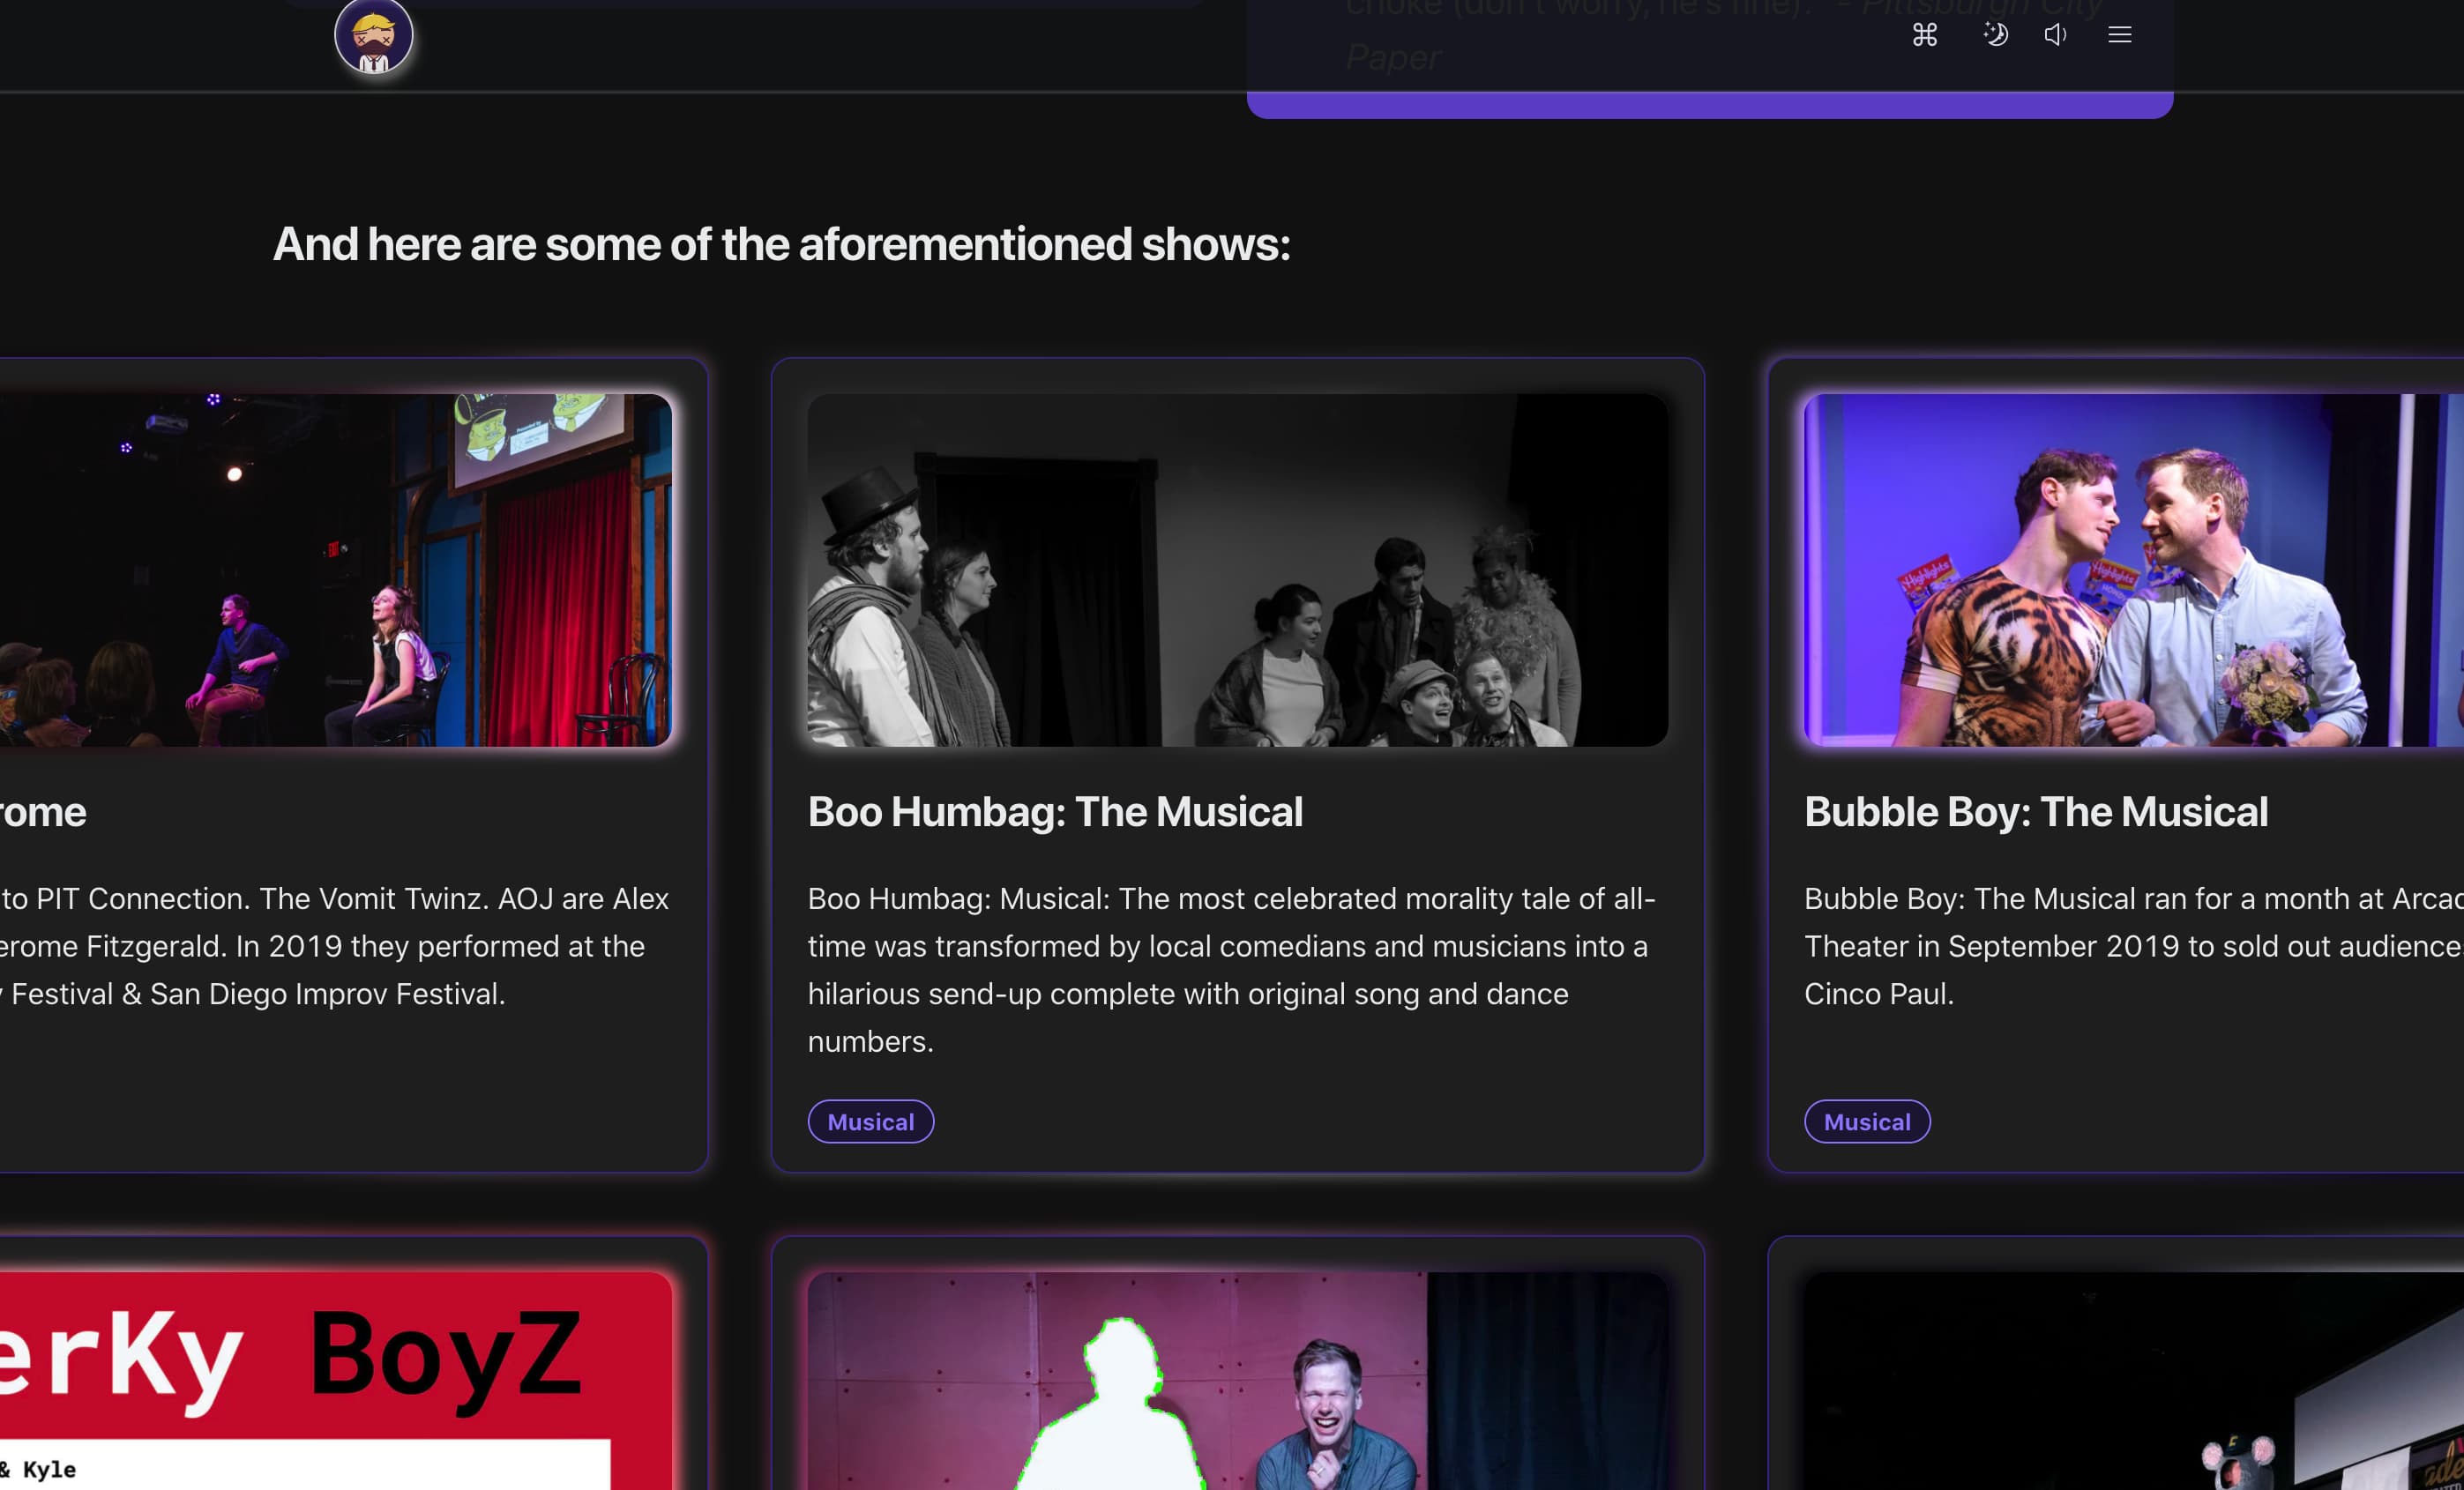 choke (don't worry, he's fine)." - Pittsburgh City
Paper
And here are some of the aforementioned shows:
EXIT
Highlights
Highlights
rome
to PIT Connection. The Vomit Twinz. AOJ are Alex
erome Fitzgerald. In 2019 they performed at the
y Festival & San Diego Improv Festival.
Boo Humbag: The Musical
Boo Humbag: Musical: The most celebrated morality tale of all-
time was transformed by local comedians and musicians into a
hilarious send-up complete with original song and dance
numbers.
Musical
Bubble Boy: The Musical
Bubble Boy: The Musical ran for a month at Arcad
Theater in September 2019 to sold out audience
Cinco Paul.
Musical
erKy BoyZ
& Kyle
E
ade